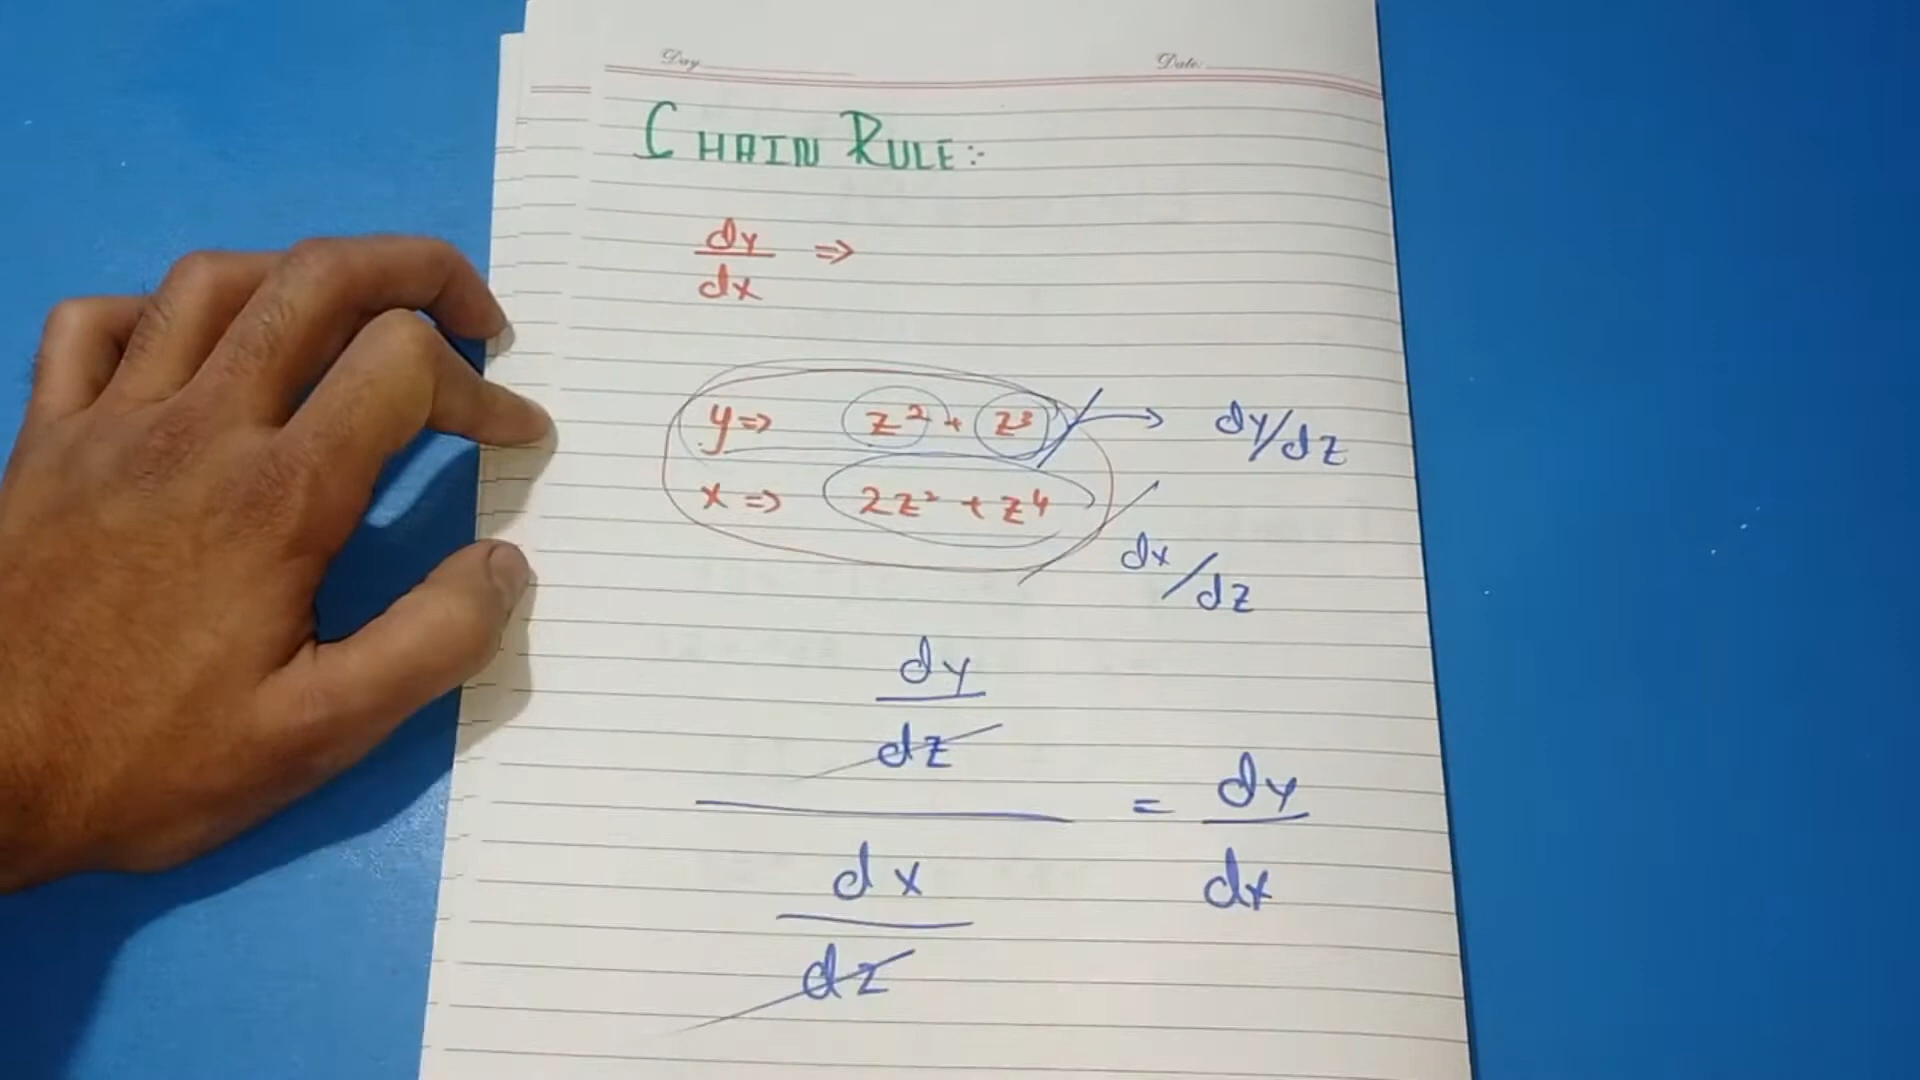 Day Date:
CHAIN RULE:-
dy
dx ⇒
y ⇒ z² + z³ → dy/dz
x ⇒ 2z² + z⁴
dx/dz
dy
dz
= dy
dx dx
dz